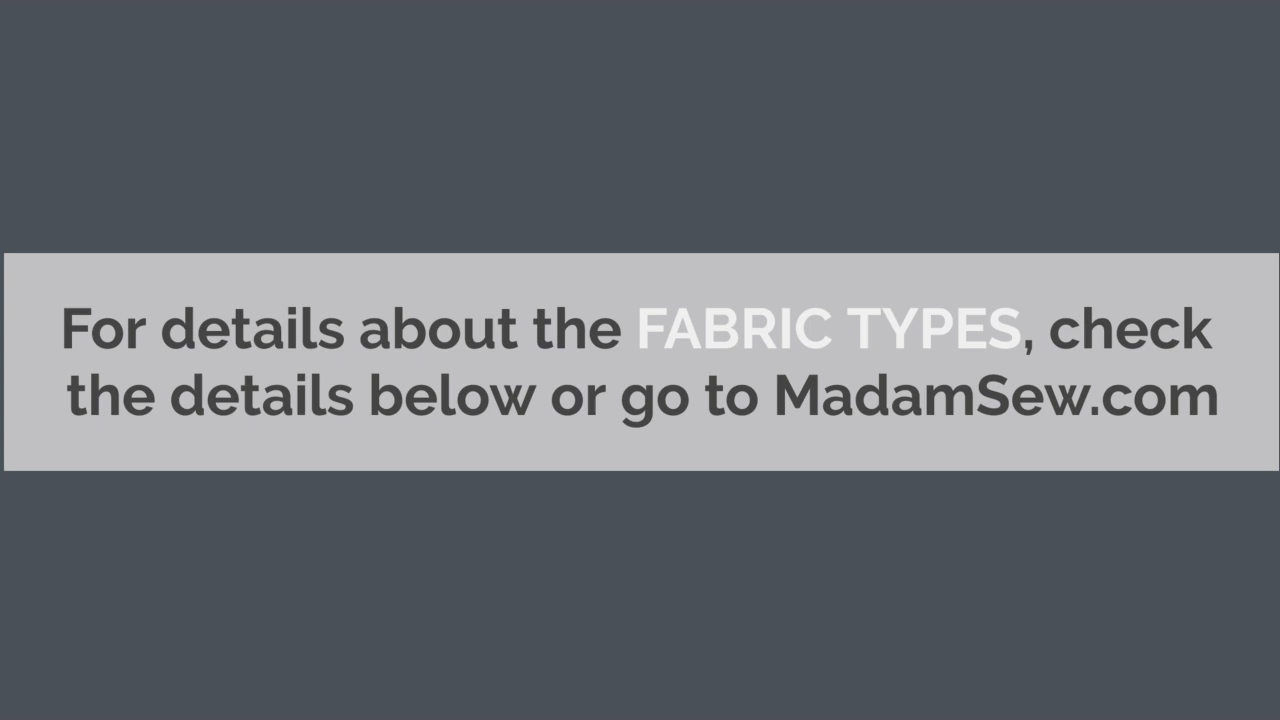 For details about the FABRIC TYPES, check
the details below or go to MadamSew.com